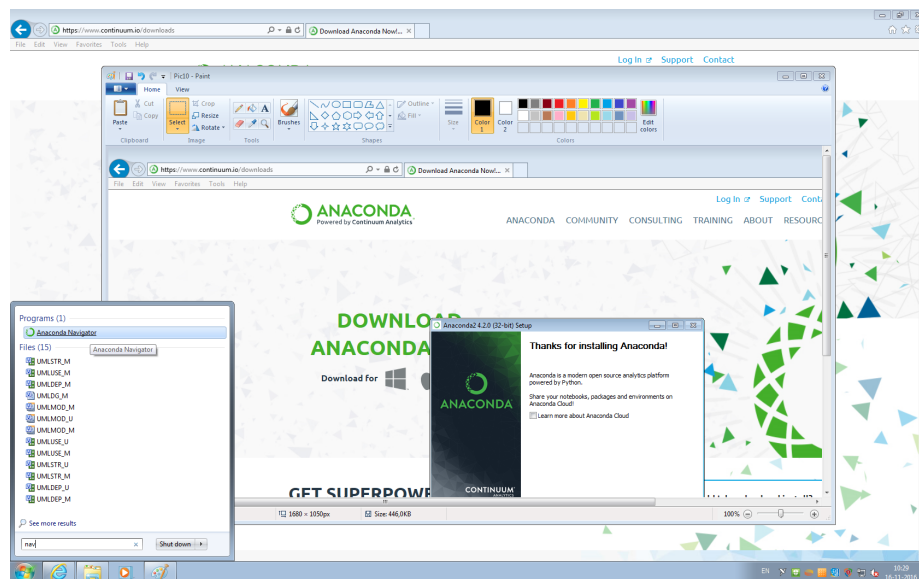 https://www.continuum.io/downloads
Download Anaconda Now!...
File Edit View Favorites Tools Help
Log In Support Contact
Pic10 - Paint
Home View
Paste
Cut
Copy
Clipboard
Select
Crop
Resize
Rotate
Image
A
Tools
Brushes
Outline
Fill
Shapes
Size
Color 1
Color 2
Edit colors
Colors
https://www.continuum.io/downloads
Download Anaconda Now!...
File Edit View Favorites Tools Help
Log In Support Conta
ANACONDA
Powered by Continuum Analytics
ANACONDA COMMUNITY CONSULTING TRAINING ABOUT RESOURC
DOWNLOAD
ANACONDA
Download for
GET SUPERPOWE
Anaconda2 4.2.0 (32-bit) Setup
Thanks for installing Anaconda!
Anaconda is a modern open source analytics platform
powered by Python.
Share your notebooks, packages and environments on
Anaconda Cloud!
Learn more about Anaconda Cloud
ANACONDA
CONTINUUM
ANALYTICS
1680 × 1050px
Size: 446,0KB
100%
Programs (1)
Anaconda Navigator
Files (15)
Anaconda Navigator
UMLSTR_M
UMLUSE_M
UMLDEP_M
UMLDG_M
UMLMOD_M
UMLMOD_U
UMLMOD_M
UMLUSE_U
UMLUSE_M
UMLSTR_U
UMLSTR_M
UMLDEP_U
UMLDEP_M
See more results
nav
Shut down
EN
10:29
16-11-2016